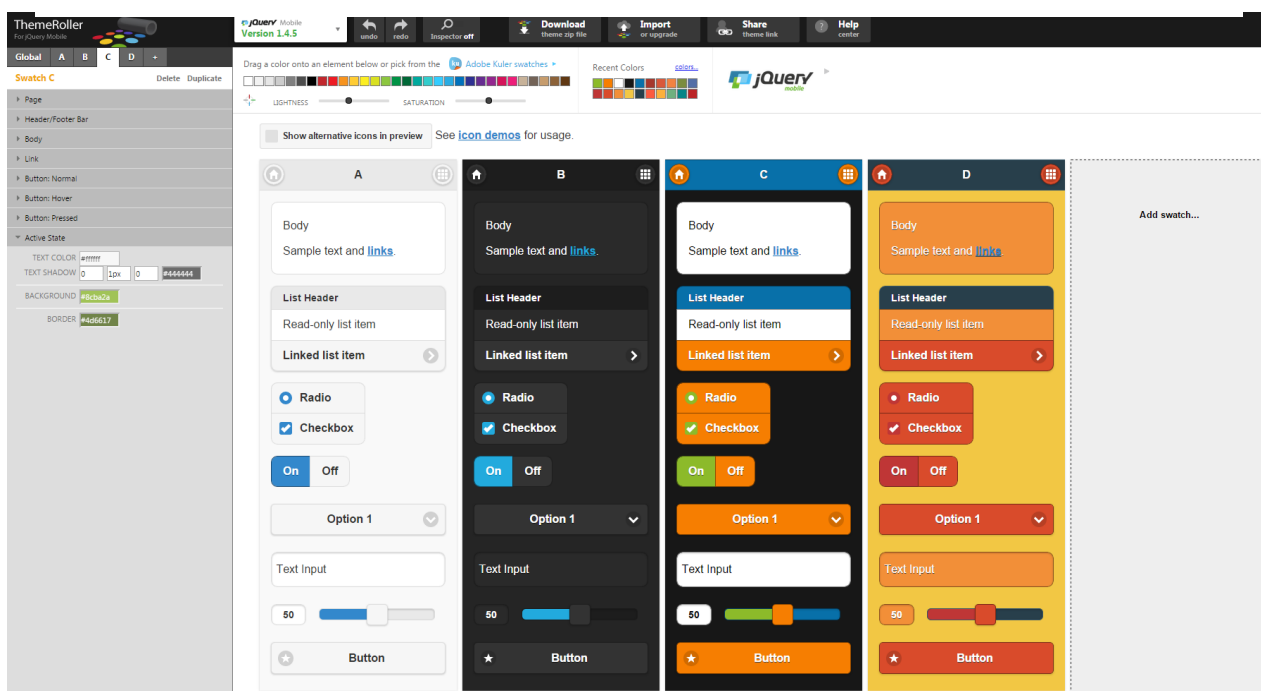 ThemeRoller
For jQuery Mobile
jQuery Mobile
Version 1.4.5
undo
redo
Inspector off
Download
theme zip file
Import
or upgrade
Share
theme link
Help
center
Global A B C D +
Swatch C
Delete Duplicate
Page
Header/Footer Bar
Body
Link
Button: Normal
Button: Hover
Button: Pressed
Active State
TEXT COLOR #ffffff
TEXT SHADOW 0 1px 0 #444444
BACKGROUND #8cba2a
BORDER #4d6617
Drag a color onto an element below or pick from the Adobe Kuler swatches
LIGHTNESS SATURATION
Recent Colors colors...
jQuery
mobile
Show alternative icons in preview See icon demos for usage.
A
Body
Sample text and links.
List Header
Read-only list item
Linked list item
Radio
Checkbox
On Off
Option 1
Text Input
50
Button
B
Body
Sample text and links.
List Header
Read-only list item
Linked list item
Radio
Checkbox
On Off
Option 1
Text Input
50
Button
C
Body
Sample text and links.
List Header
Read-only list item
Linked list item
Radio
Checkbox
On Off
Option 1
Text Input
50
Button
D
Body
Sample text and links.
List Header
Read-only list item
Linked list item
Radio
Checkbox
On Off
Option 1
Text Input
50
Button
Add swatch...